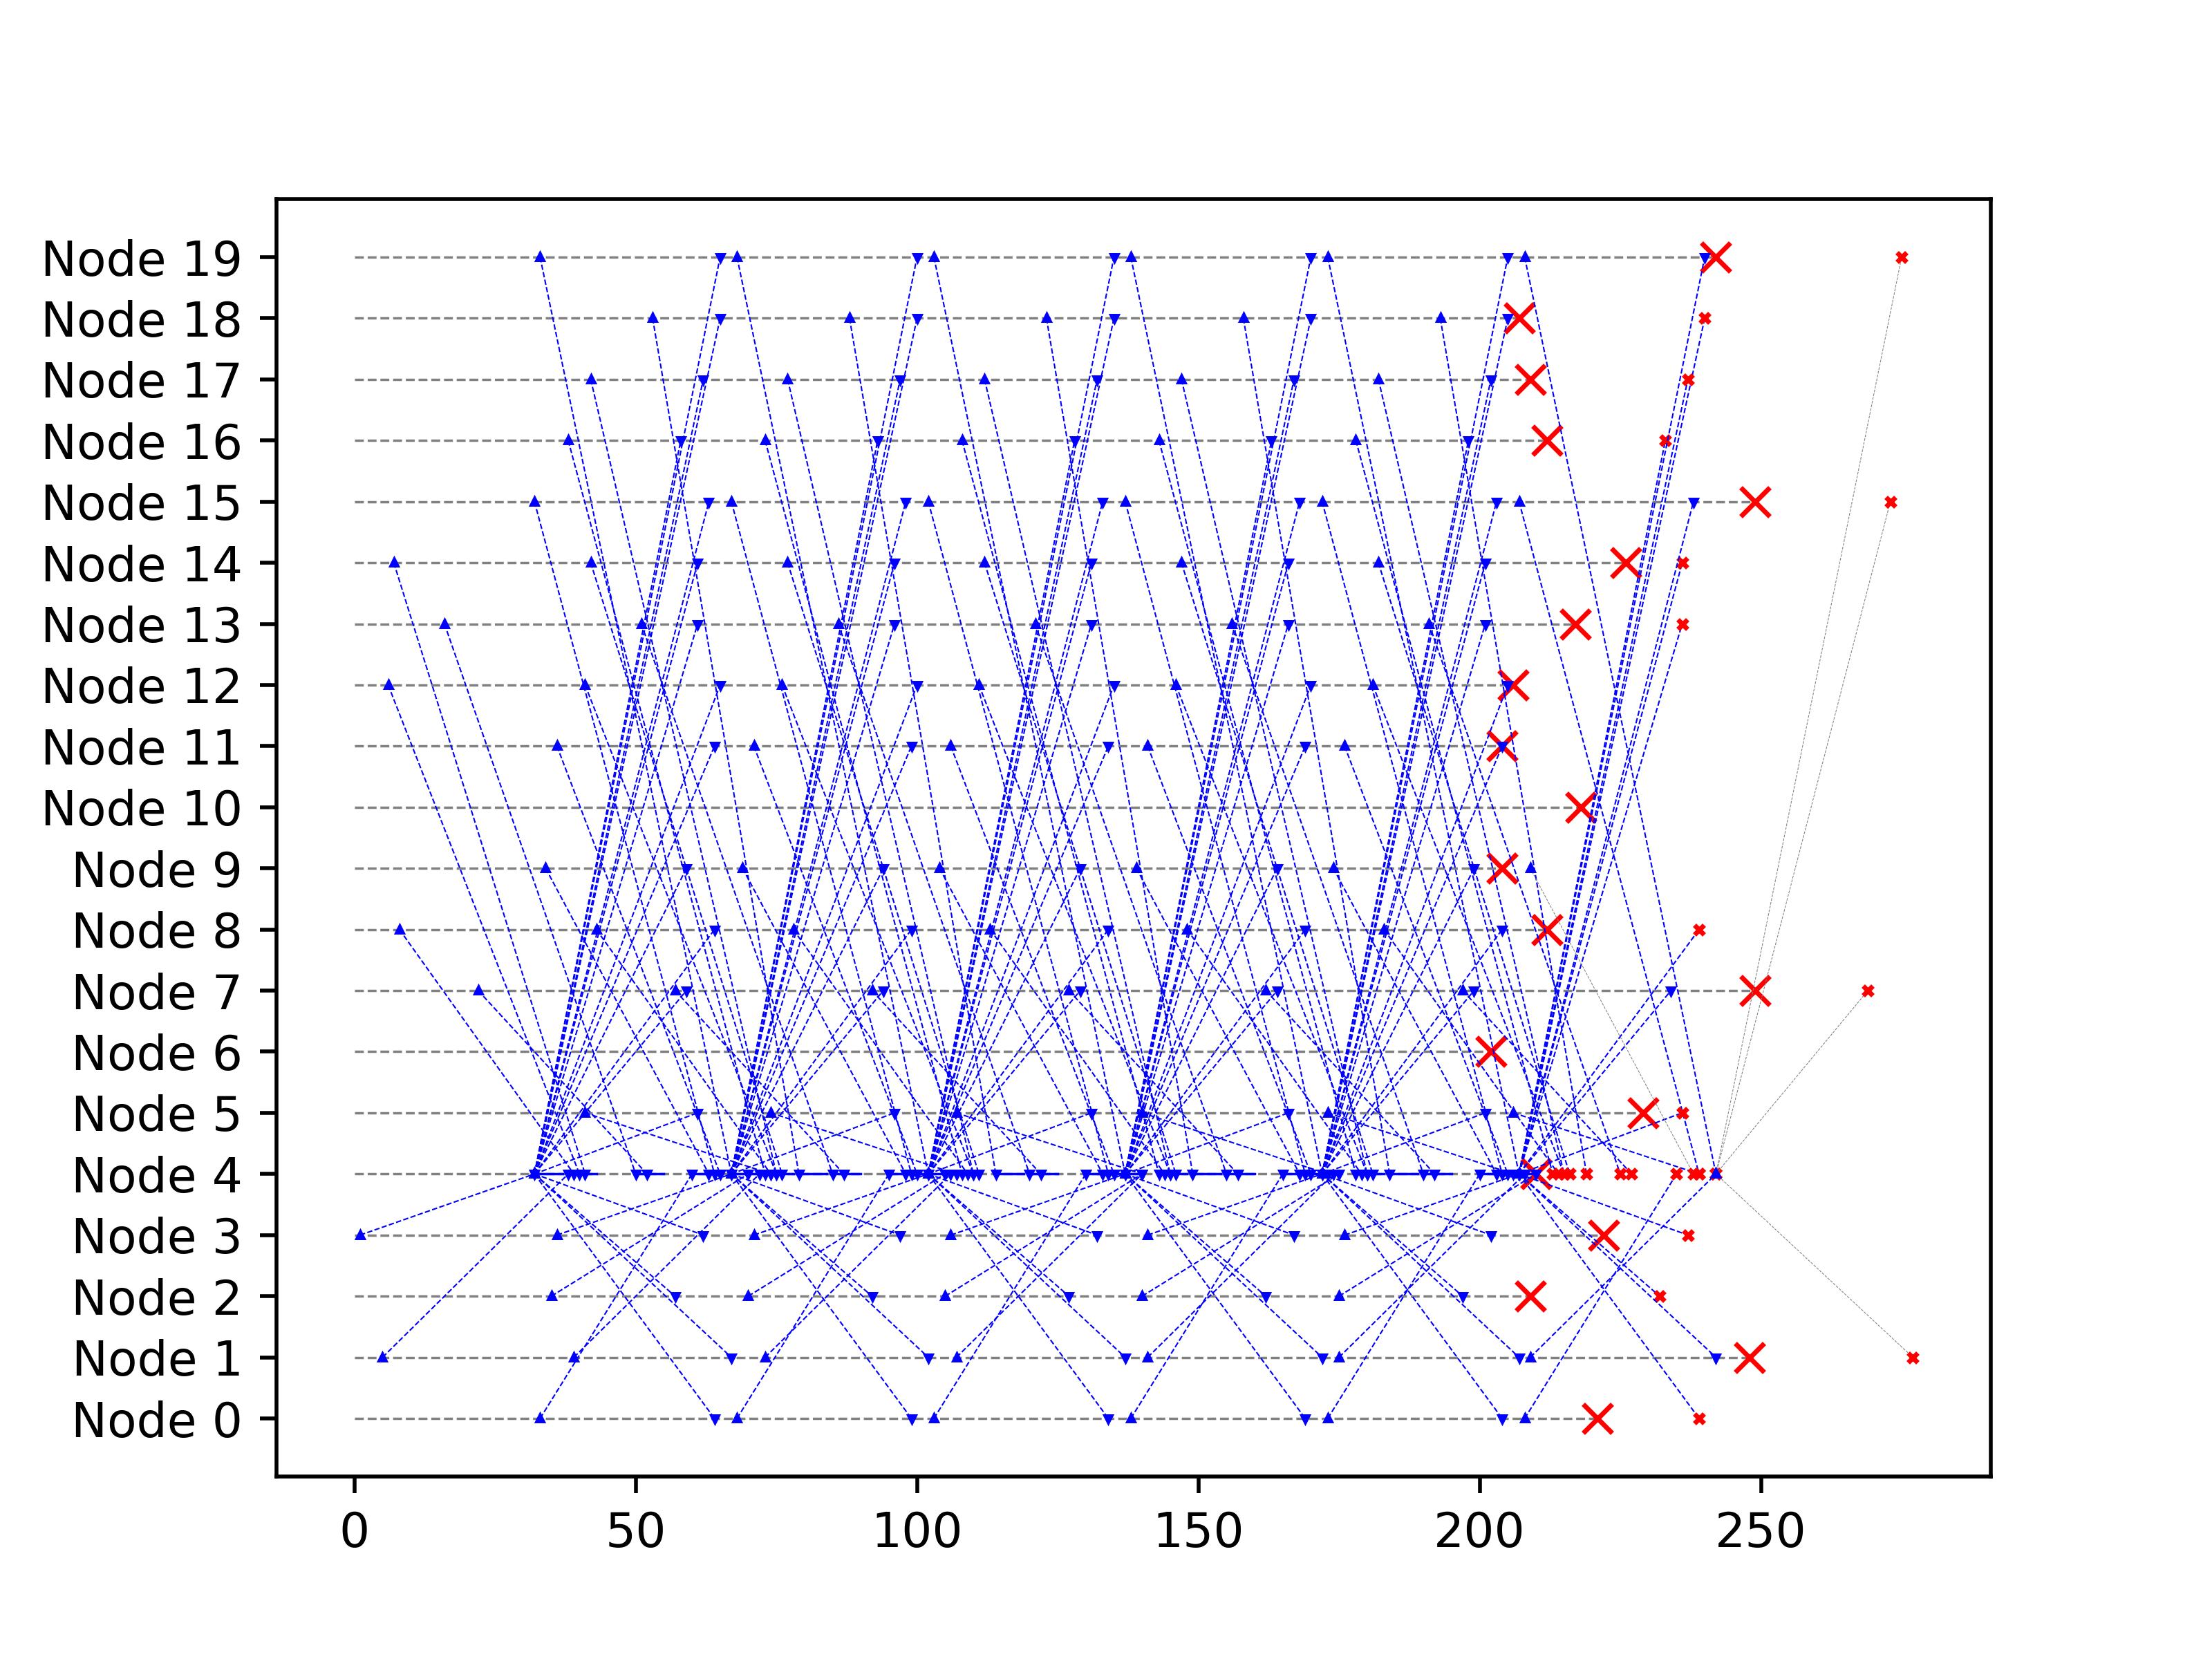 Node 19
Node 18
Node 17
Node 16
Node 15
Node 14
Node 13
Node 12
Node 11
Node 10
Node 9
Node 8
Node 7
Node 6
Node 5
Node 4
Node 3
Node 2
Node 1
Node 0
0 50 100 150 200 250